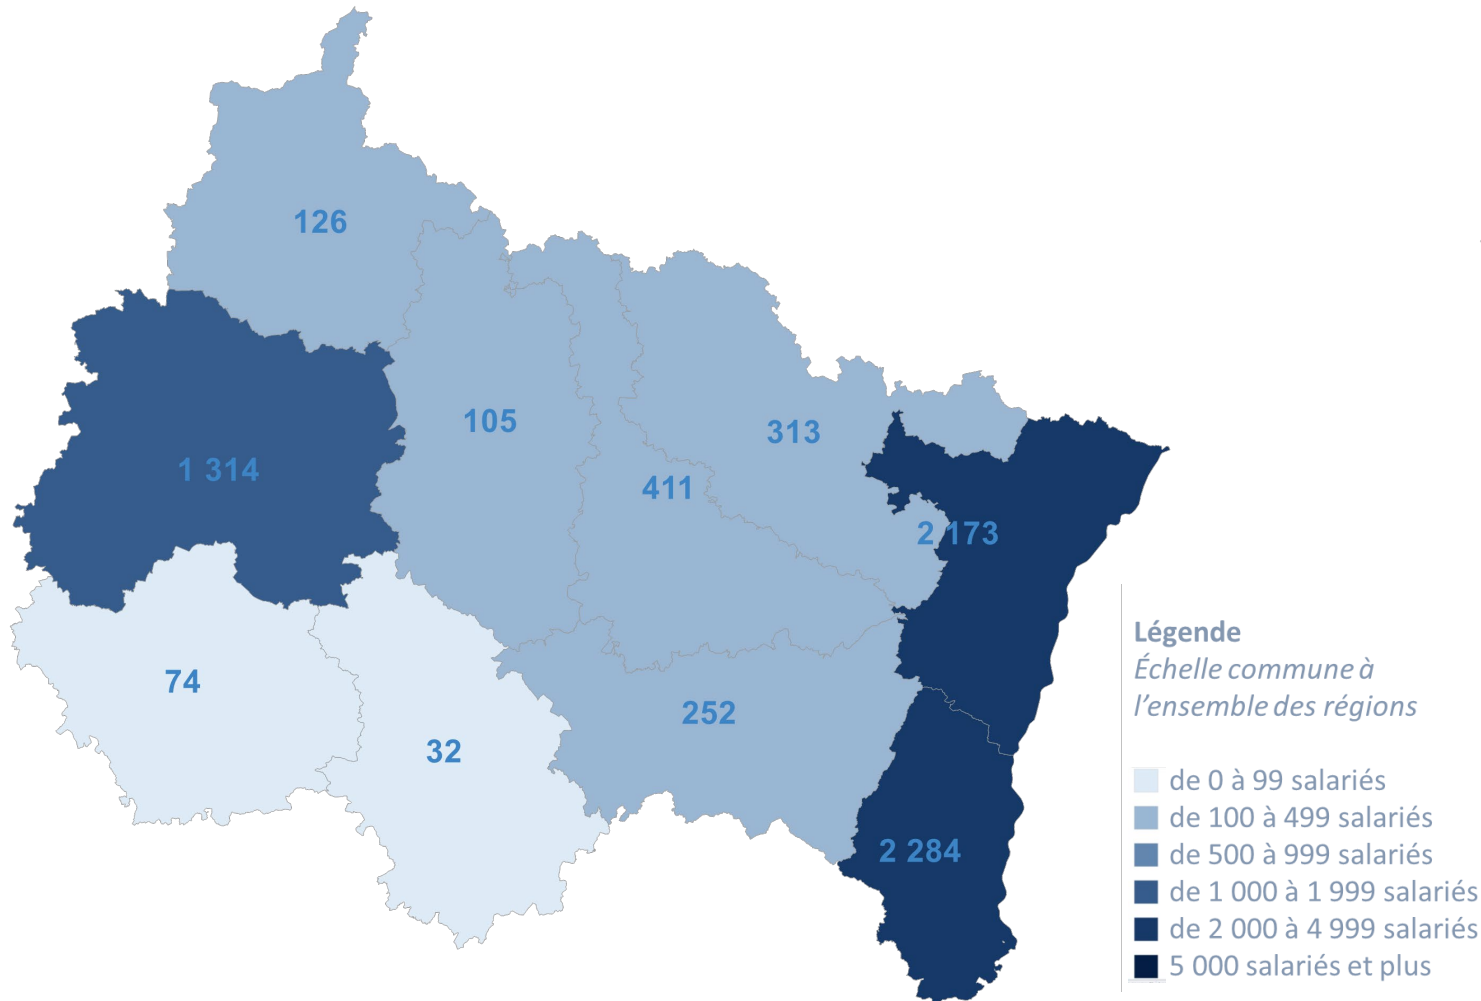 126
105
313
1 314
411
2 173
74
252
32
2 284
Légende
Échelle commune à
l'ensemble des régions
de 0 à 99 salariés
de 100 à 499 salariés
de 500 à 999 salariés
de 1 000 à 1 999 salariés
de 2 000 à 4 999 salariés
5 000 salariés et plus